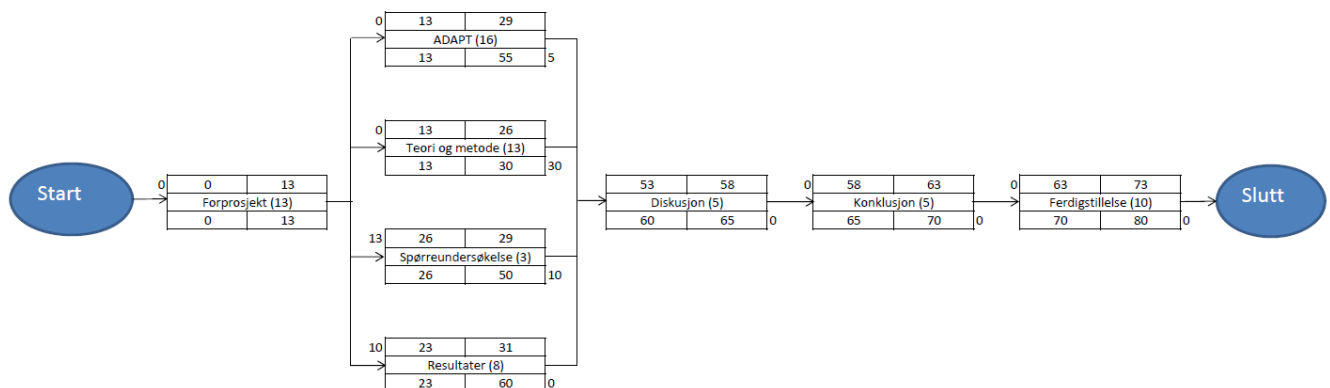 Start
0 0 13
Forprosjekt (13)
0 13
0 13 29
ADAPT (16)
13 55 5
0 13 26
Teori og metode (13)
13 30 30
13 26 29
Spørreundersøkelse (3)
26 50 10
10 23 31
Resultater (8)
23 60 0
53 58
Diskusjon (5)
60 65 0
0 58 63
Konklusjon (5)
65 70 0
0 63 73
Ferdigstillelse (10)
70 80 0
Slutt